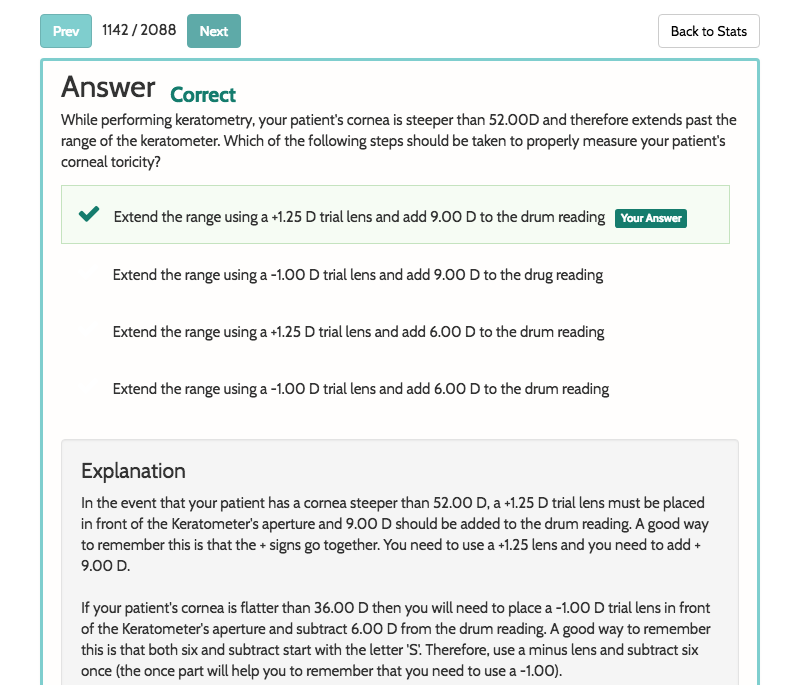 Prev 1142 / 2088 Next Back to Stats
Answer Correct
While performing keratometry, your patient's cornea is steeper than 52.00D and therefore extends past the
range of the keratometer. Which of the following steps should be taken to properly measure your patient's
corneal toricity?
Extend the range using a +1.25 D trial lens and add 9.00 D to the drum reading Your Answer
Extend the range using a -1.00 D trial lens and add 9.00 D to the drug reading
Extend the range using a +1.25 D trial lens and add 6.00 D to the drum reading
Extend the range using a -1.00 D trial lens and add 6.00 D to the drum reading
Explanation
In the event that your patient has a cornea steeper than 52.00 D, a +1.25 D trial lens must be placed
in front of the Keratometer's aperture and 9.00 D should be added to the drum reading. A good way
to remember this is that the + signs go together. You need to use a +1.25 lens and you need to add +
9.00 D.
If your patient's cornea is flatter than 36.00 D then you will need to place a -1.00 D trial lens in front
of the Keratometer's aperture and subtract 6.00 D from the drum reading. A good way to remember
this is that both six and subtract start with the letter 'S'. Therefore, use a minus lens and subtract six
once (the once part will help you to remember that you need to use a -1.00).